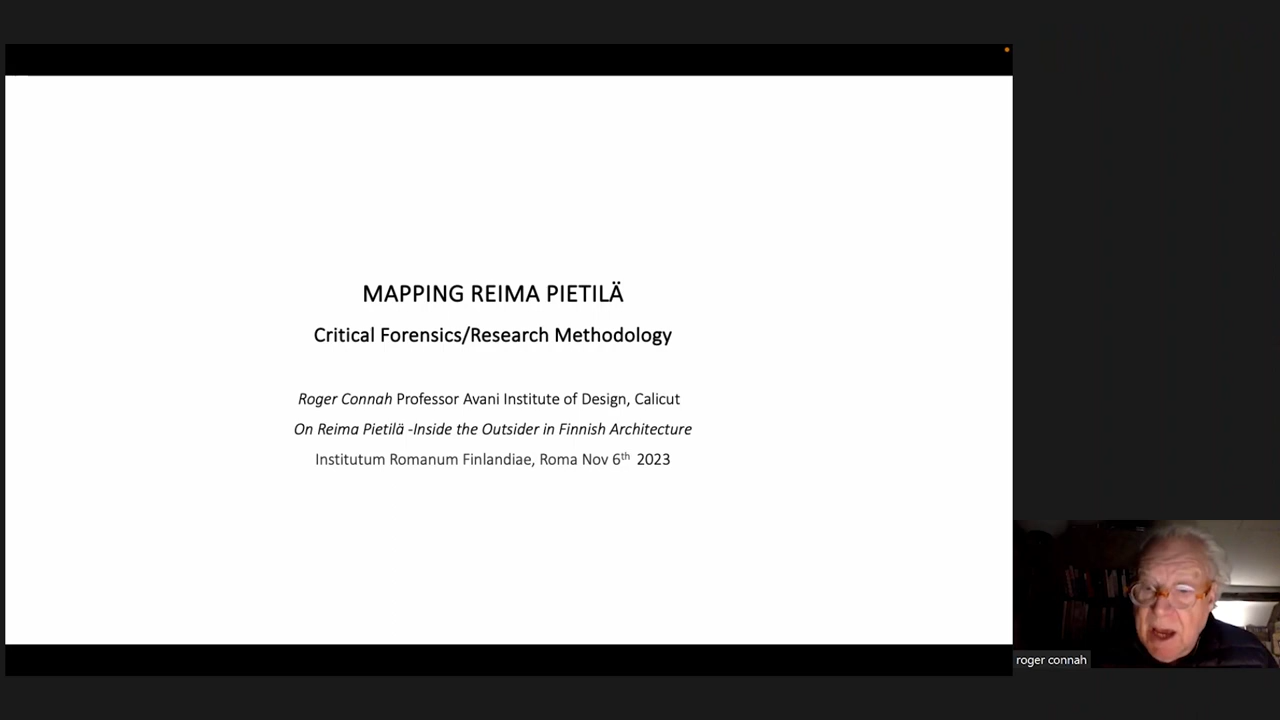 MAPPING REIMA PIETILÄ
Critical Forensics/Research Methodology
Roger Connah Professor Avani Institute of Design, Calicut
On Reima Pietilä -Inside the Outsider in Finnish Architecture
Institutum Romanum Finlandiae, Roma Nov 6th 2023
roger connah